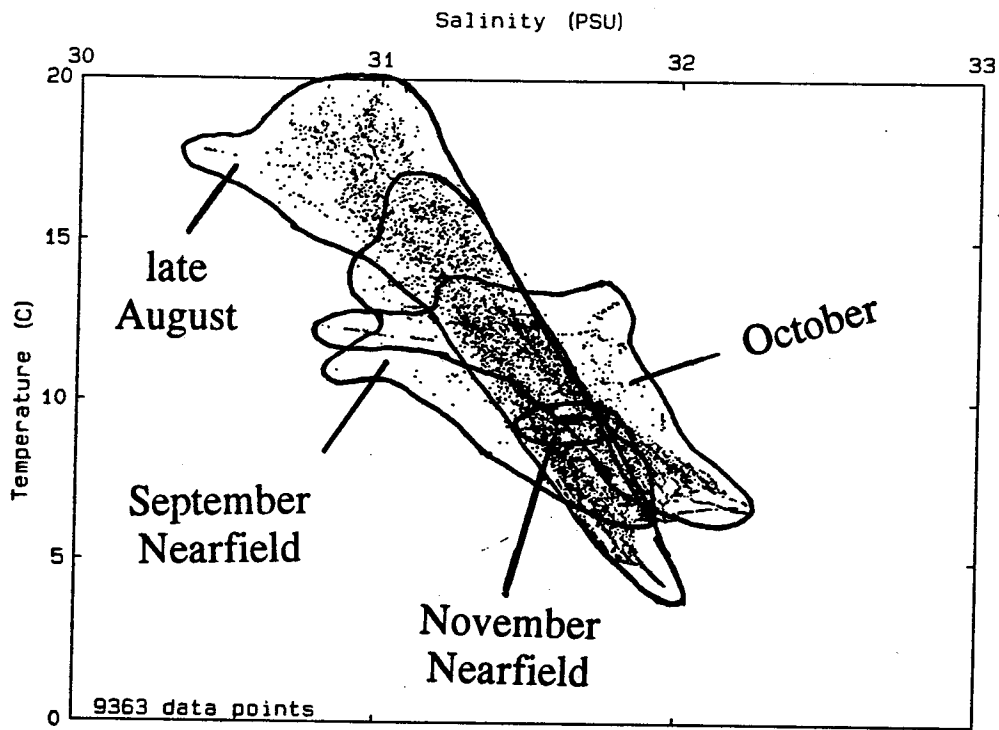 Salinity (PSU)
30 31 32 33
20
15
10
5
0
Temperature (C)
late
August
October
September
Nearfield
November
Nearfield
9363 data points